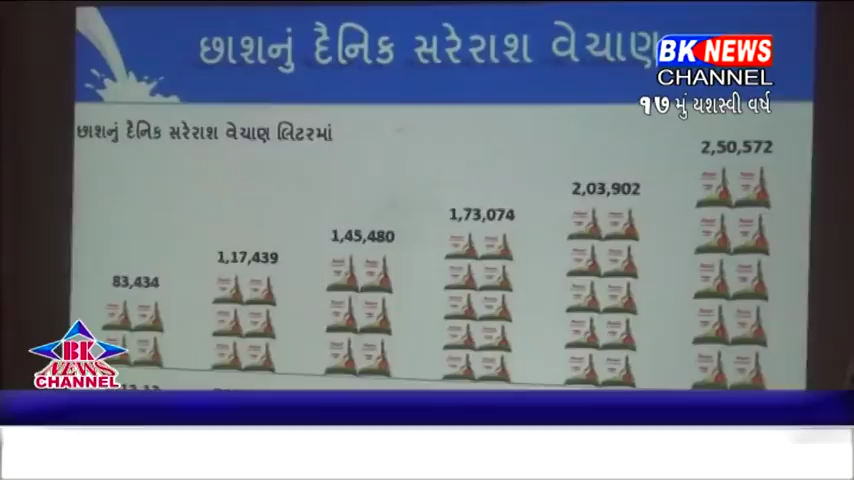 છાશનું દૈનિક સરેરાશ વેચાણ
BK NEWS
CHANNEL
૧૭ મું યશસ્વી વર્ષ
છાશનું દૈનિક સરેરાશ વેચાણ લિટરમાં
2,50,572
2,03,902
1,73,074
1,45,480
1,17,439
83,434
BK
NEWS
CHANNEL